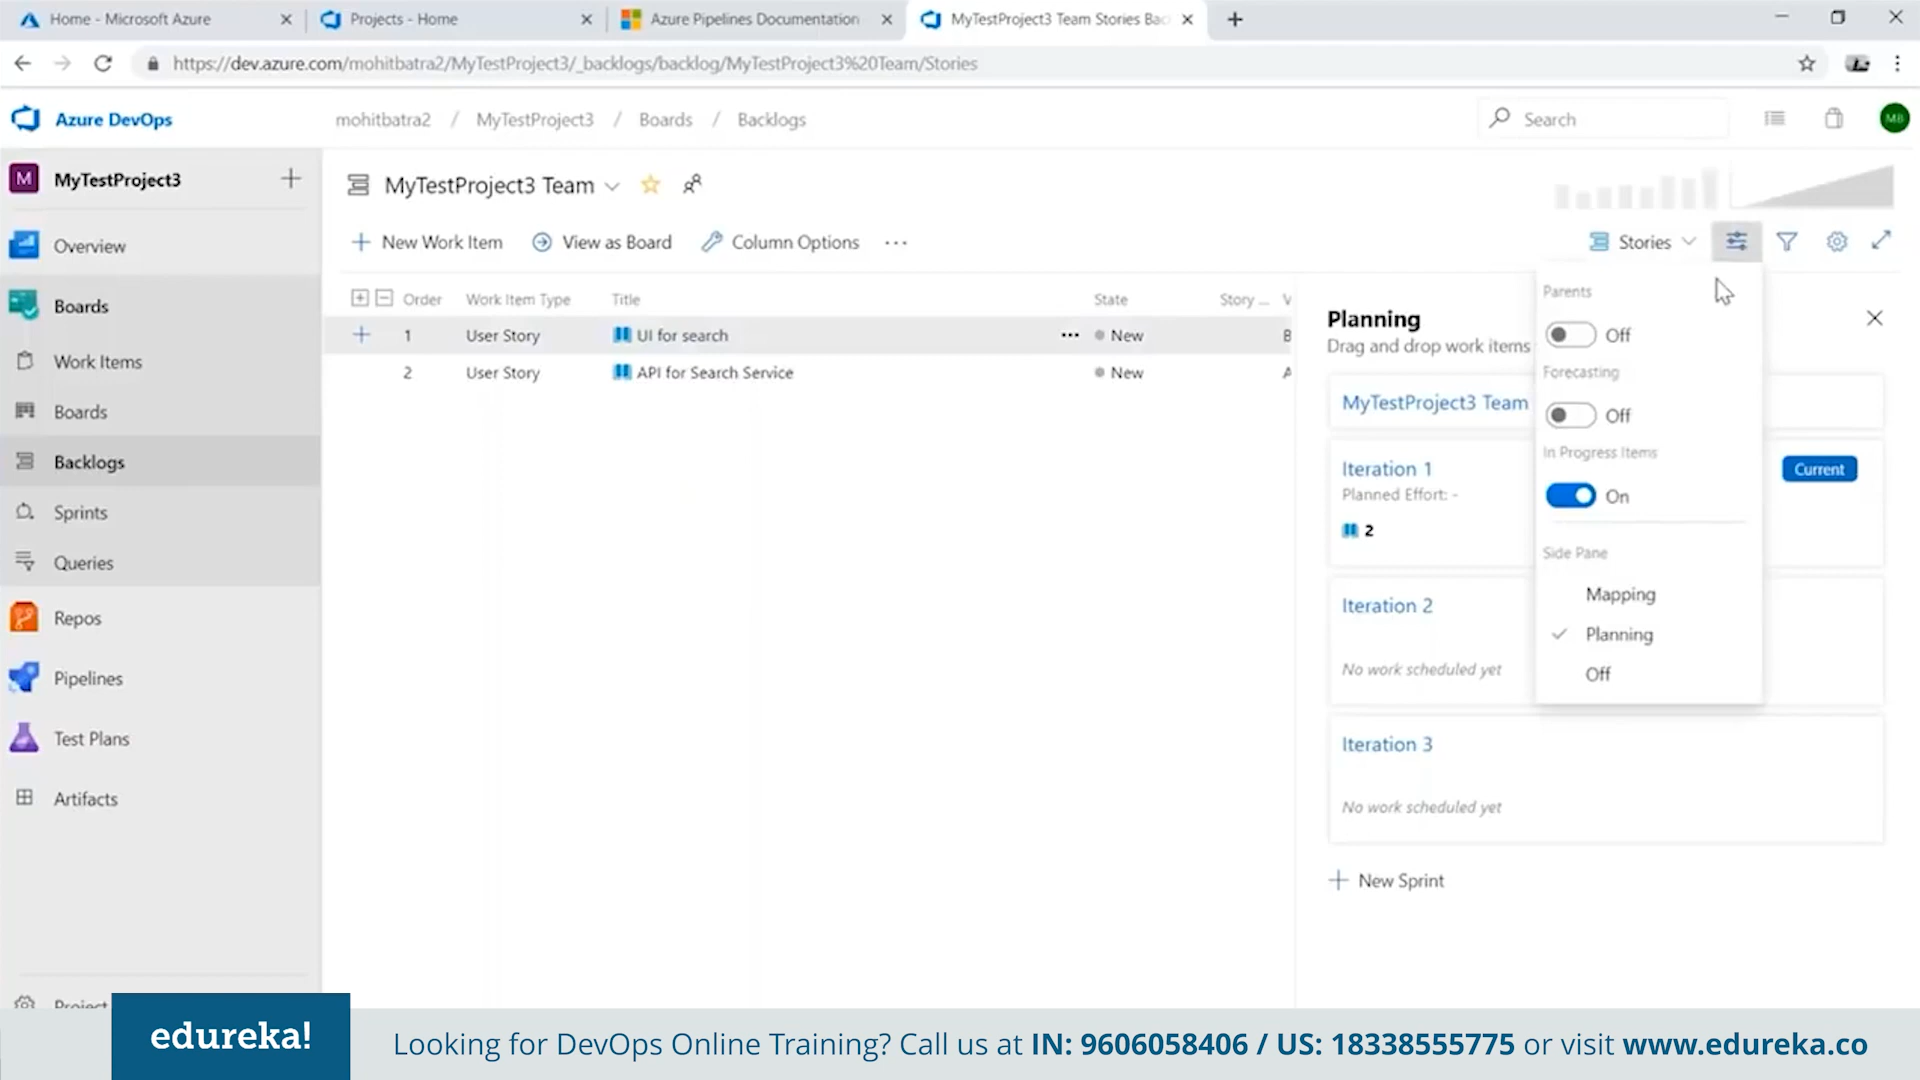 Home - Microsoft Azure
Projects - Home
Azure Pipelines Documentation
MyTestProject3 Team Stories Bac
https://dev.azure.com/mohitbatra2/MyTestProject3/_backlogs/backlog/MyTestProject3%20Team/Stories
Azure DevOps
mohitbatra2 / MyTestProject3 / Boards / Backlogs
Search
MB
M MyTestProject3
Overview
Boards
Work Items
Boards
Backlogs
Sprints
Queries
Repos
Pipelines
Test Plans
Artifacts
Project
MyTestProject3 Team
New Work Item
View as Board
Column Options
Stories
Order Work Item Type Title State Story ... V
1 User Story UI for search ... New B
2 User Story API for Search Service New A
Planning
Drag and drop work items
MyTestProject3 Team
Iteration 1
Current
Planned Effort: -
2
Iteration 2
No work scheduled yet
Iteration 3
No work scheduled yet
New Sprint
Parents
Off
Forecasting
Off
In Progress Items
On
Side Pane
Mapping
Planning
Off
edureka!
Looking for DevOps Online Training? Call us at IN: 9606058406 / US: 18338555775 or visit www.edureka.co